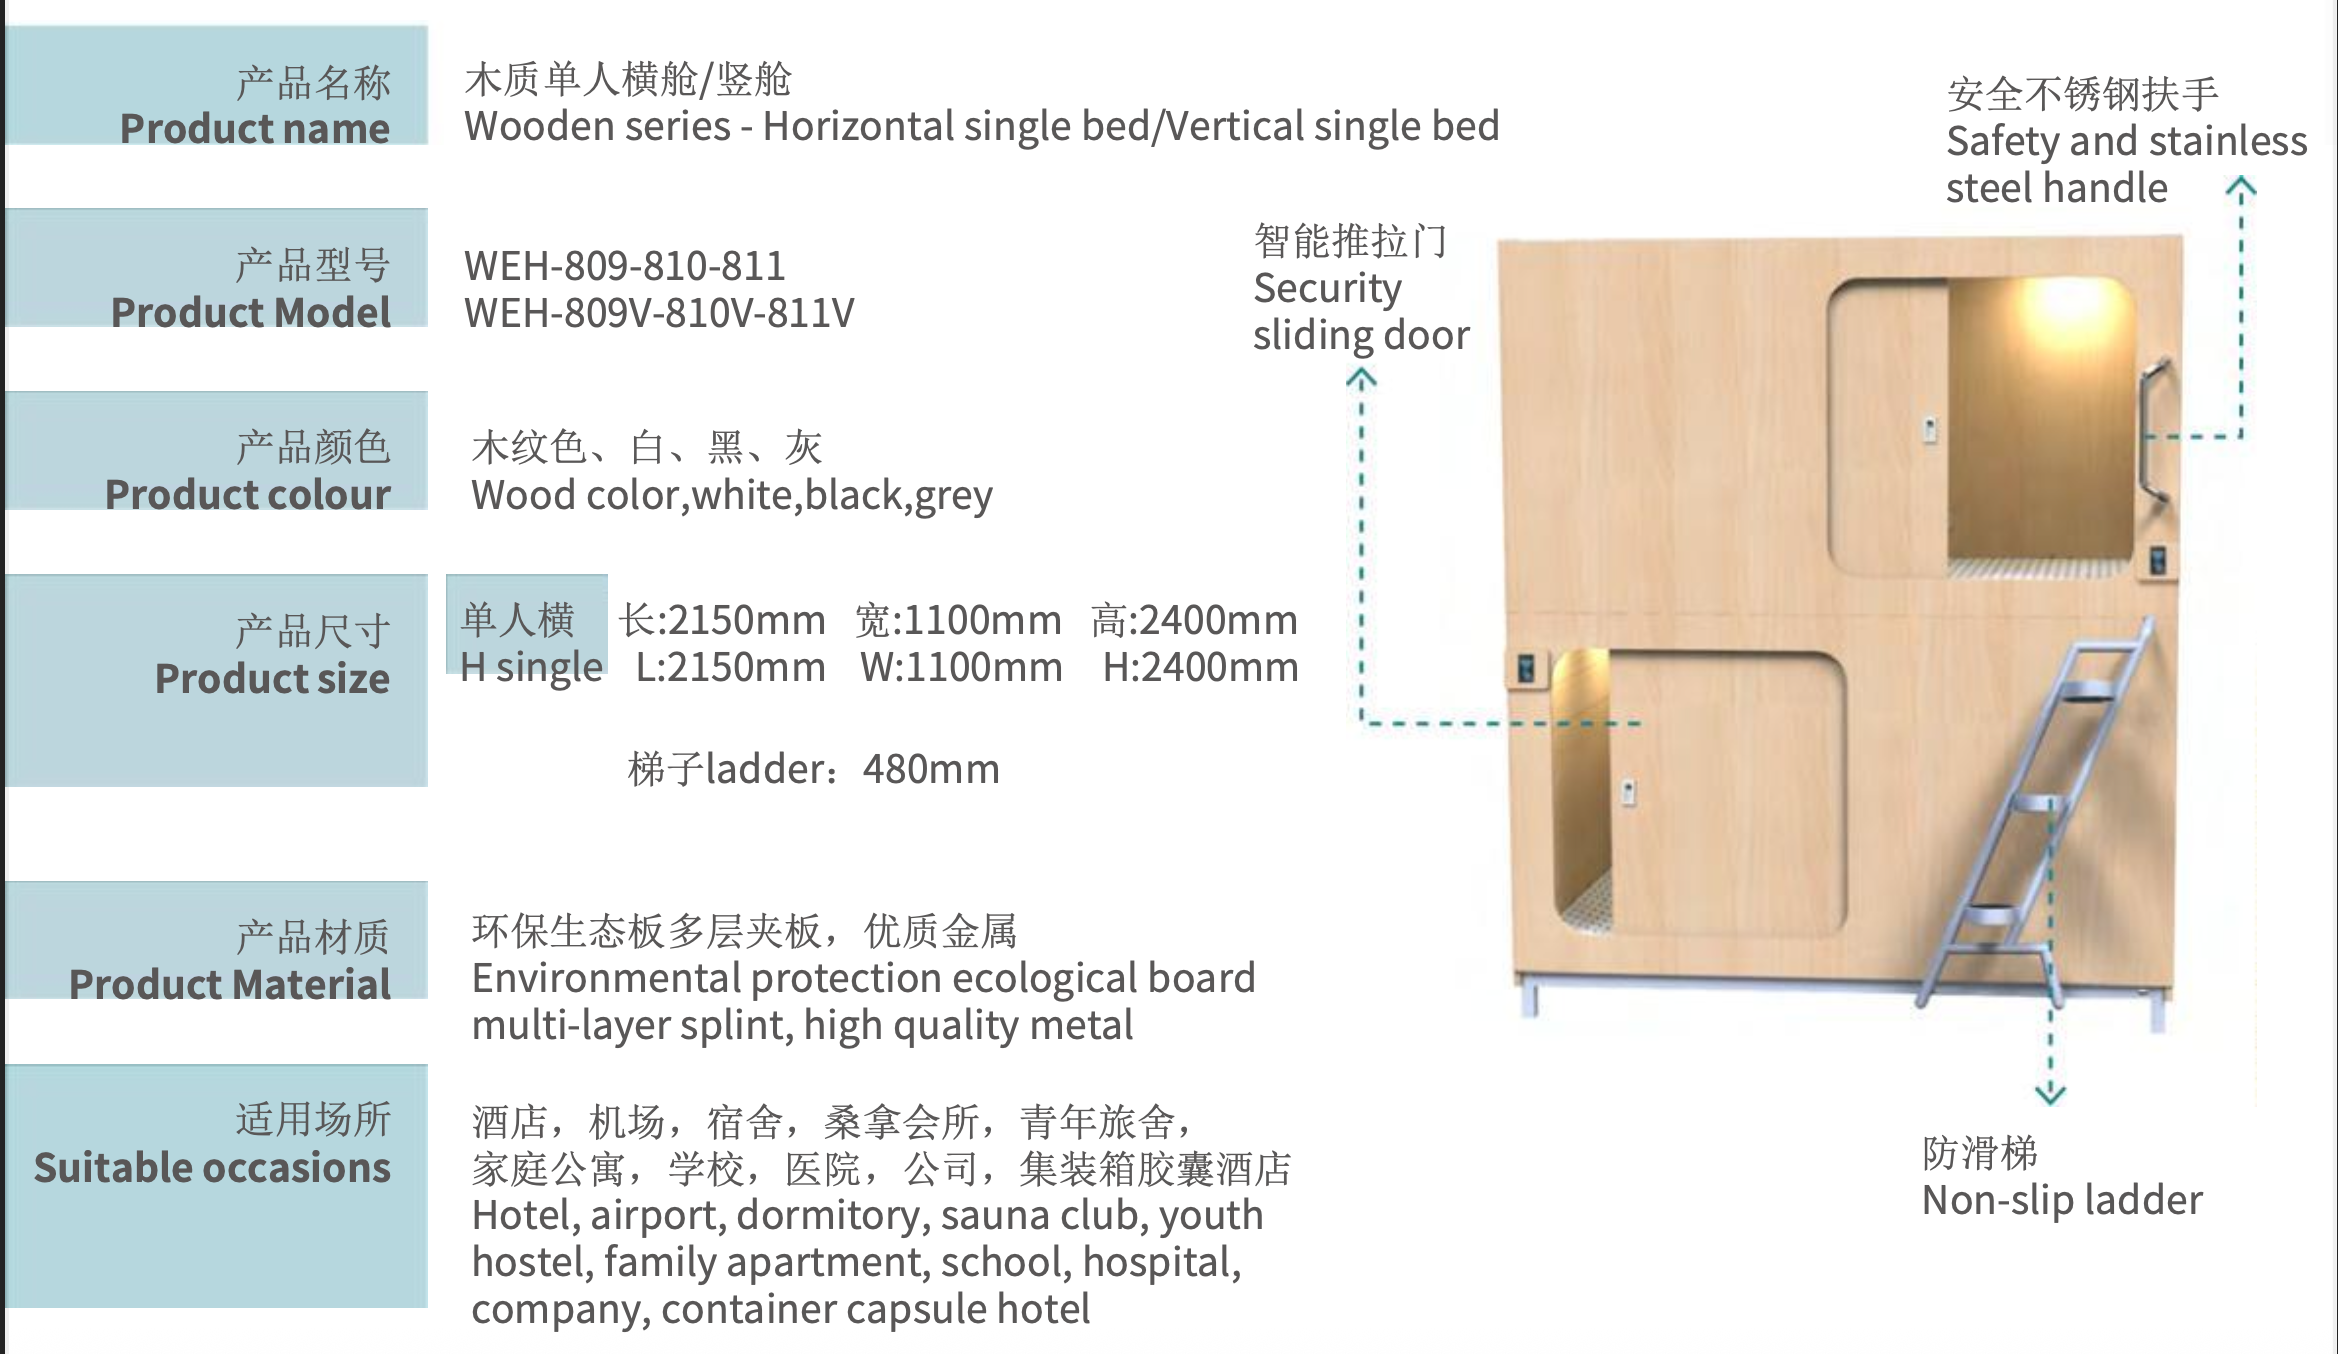 产品名称
Product name
木质单人横舱/竖舱
Wooden series - Horizontal single bed/Vertical single bed
产品型号
Product Model
WEH-809-810-811
WEH-809V-810V-811V
产品颜色
Product colour
木纹色、白、黑、灰
Wood color,white,black,grey
产品尺寸
Product size
单人横 长:2150mm 宽:1100mm 高:2400mm
H single L:2150mm W:1100mm H:2400mm
梯子ladder：480mm
产品材质
Product Material
环保生态板多层夹板，优质金属
Environmental protection ecological board
multi-layer splint, high quality metal
适用场所
Suitable occasions
酒店，机场，宿舍，桑拿会所，青年旅舍，
家庭公寓，学校，医院，公司，集装箱胶囊酒店
Hotel, airport, dormitory, sauna club, youth
hostel, family apartment, school, hospital,
company, container capsule hotel
智能推拉门
Security
sliding door
安全不锈钢扶手
Safety and stainless
steel handle
防滑梯
Non-slip ladder